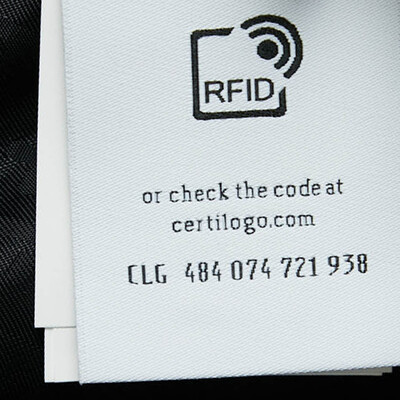 RFID
or check the code at
certilogo.com
CLG 484 074 721 938